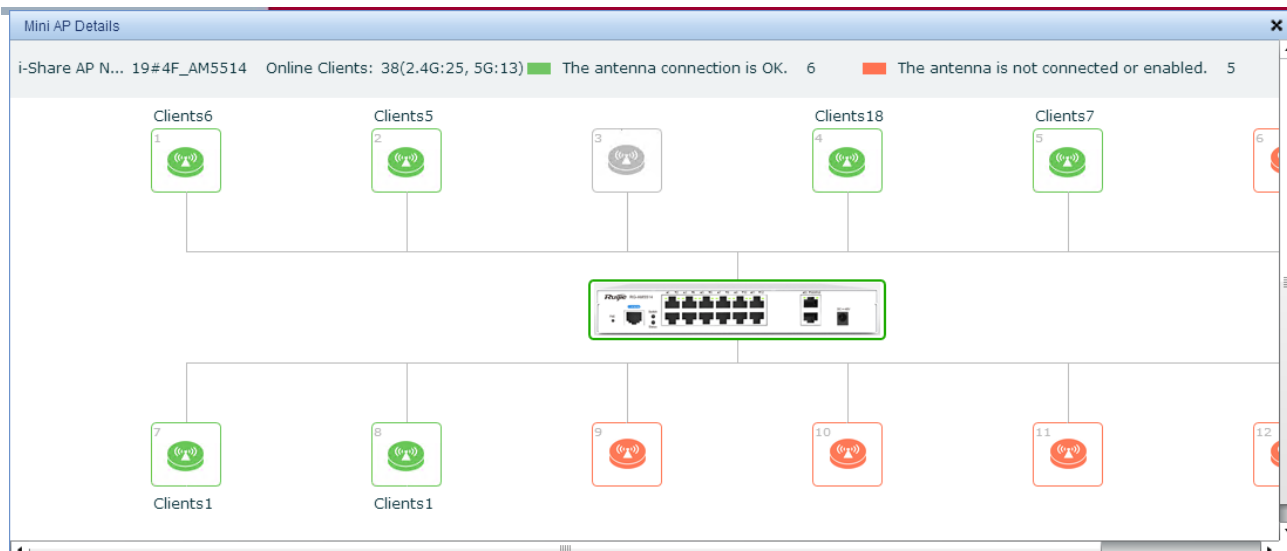 Mini AP Details
i-Share AP N... 19#4F_AM5514 Online Clients: 38(2.4G:25, 5G:13) The antenna connection is OK. 6 The antenna is not connected or enabled. 5
Clients6 Clients5 Clients18 Clients7
1 2 3 4 5 6
Ruijie
7 8 9 10 11 12
Clients1 Clients1